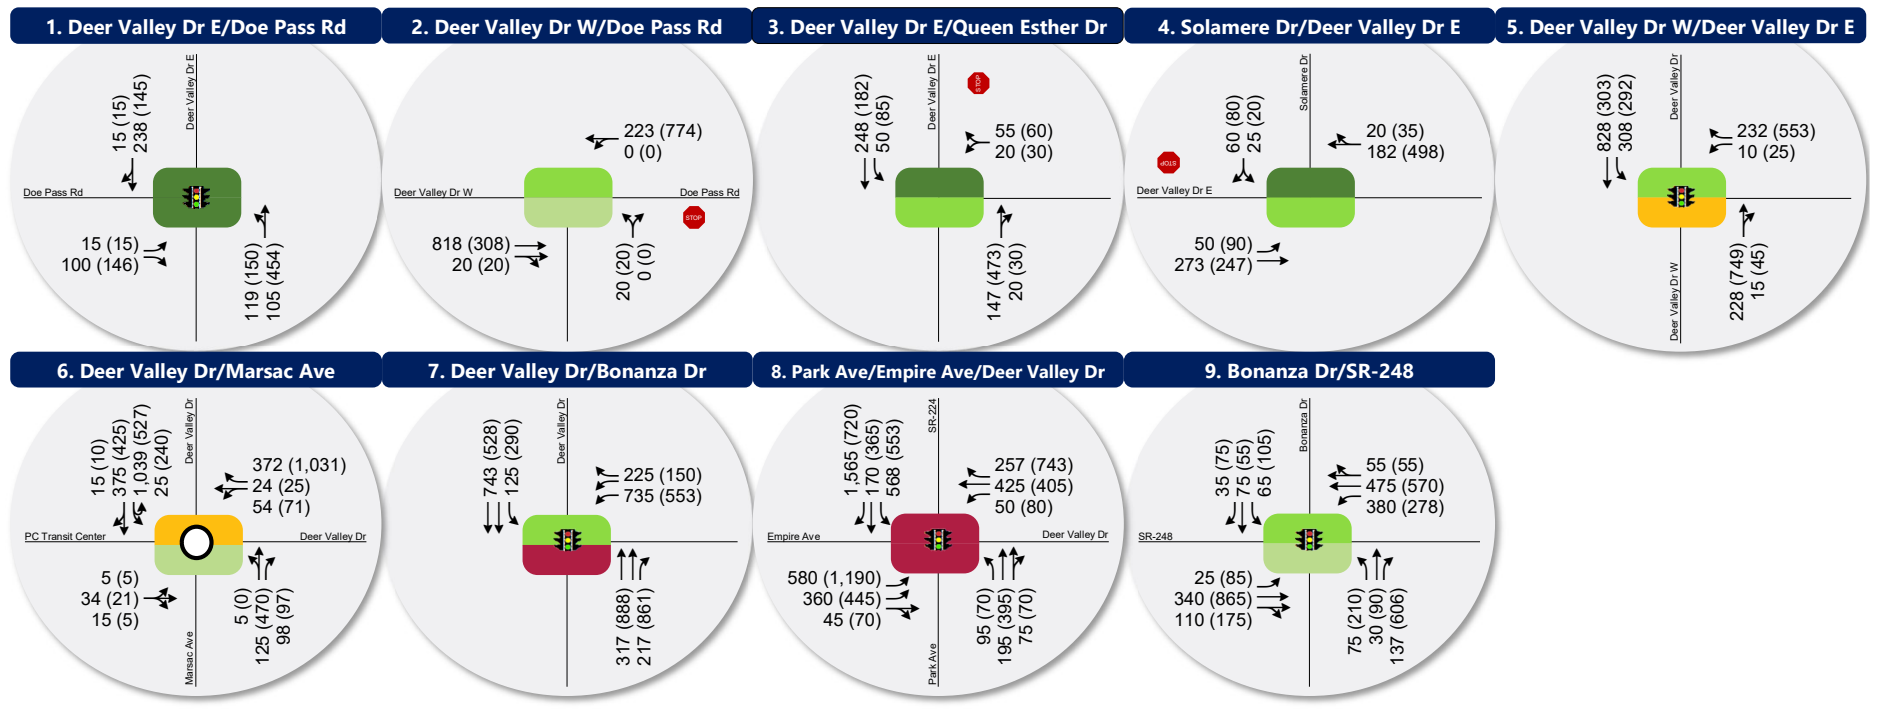 1. Deer Valley Dr E/Doe Pass Rd
Deer Valley Dr E
15 (15)
238 (145)
Doe Pass Rd
15 (15)
100 (146)
119 (150)
105 (454)
2. Deer Valley Dr W/Doe Pass Rd
223 (774)
0 (0)
Deer Valley Dr W
Doe Pass Rd
STOP
818 (308)
20 (20)
20 (20)
0 (0)
3. Deer Valley Dr E/Queen Esther Dr
Deer Valley Dr E
STOP
248 (182)
50 (85)
55 (60)
20 (30)
147 (473)
20 (30)
4. Solamere Dr/Deer Valley Dr E
Solamere Dr
60 (80)
25 (20)
20 (35)
182 (498)
STOP
Deer Valley Dr E
50 (90)
273 (247)
5. Deer Valley Dr W/Deer Valley Dr E
Deer Valley Dr
828 (303)
308 (292)
232 (553)
10 (25)
Deer Valley Dr W
228 (749)
15 (45)
6. Deer Valley Dr/Marsac Ave
Deer Valley Dr
15 (10)
375 (425)
1,039 (527)
25 (240)
372 (1,031)
24 (25)
54 (71)
PC Transit Center
Deer Valley Dr
5 (5)
34 (21)
15 (5)
Marsac Ave
5 (0)
125 (470)
98 (97)
7. Deer Valley Dr/Bonanza Dr
Deer Valley Dr
743 (528)
125 (290)
225 (150)
735 (553)
317 (888)
217 (861)
8. Park Ave/Empire Ave/Deer Valley Dr
SR-224
1,565 (720)
170 (365)
568 (553)
257 (743)
425 (405)
50 (80)
Empire Ave
Deer Valley Dr
580 (1,190)
360 (445)
45 (70)
Park Ave
95 (70)
195 (395)
75 (70)
9. Bonanza Dr/SR-248
Bonanza Dr
35 (75)
75 (55)
65 (105)
55 (55)
475 (570)
380 (278)
SR-248
25 (85)
340 (865)
110 (175)
75 (210)
30 (90)
137 (606)